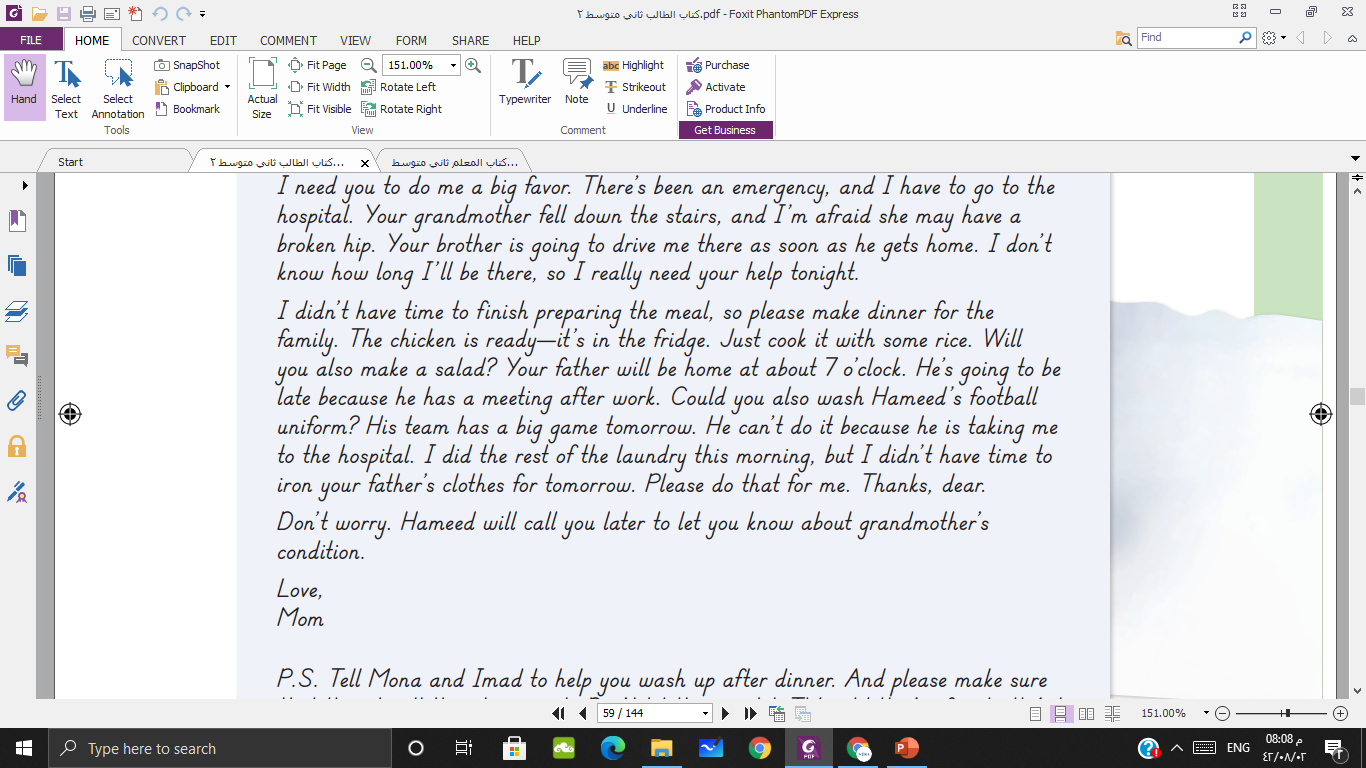 كتاب الطالب ثاني متوسط ٢.pdf - Foxit PhantomPDF Express
FILE HOME CONVERT EDIT COMMENT VIEW FORM SHARE HELP
Find
Hand
Select Text
Select Annotation
SnapShot
Clipboard
Bookmark
Tools
Actual Size
Fit Page
Fit Width
Fit Visible
151.00%
Rotate Left
Rotate Right
View
Typewriter
Note
Highlight
Strikeout
Underline
Comment
Purchase
Activate
Product Info
Get Business
Start
كتاب الطالب ثاني متوسط ٢...
كتاب المعلم ثاني متوسط...
I need you to do me a big favor. There's been an emergency, and I have to go to the
hospital. Your grandmother fell down the stairs, and I'm afraid she may have a
broken hip. Your brother is going to drive me there as soon as he gets home. I don't
know how long I'll be there, so I really need your help tonight.
I didn't have time to finish preparing the meal, so please make dinner for the
family. The chicken is ready—it's in the fridge. Just cook it with some rice. Will
you also make a salad? Your father will be home at about 7 o'clock. He's going to be
late because he has a meeting after work. Could you also wash Hameed's football
uniform? His team has a big game tomorrow. He can't do it because he is taking me
to the hospital. I did the rest of the laundry this morning, but I didn't have time to
iron your father's clothes for tomorrow. Please do that for me. Thanks, dear.
Don't worry. Hameed will call you later to let you know about grandmother's
condition.
Love,
Mom
P.S. Tell Mona and Imad to help you wash up after dinner. And please make sure
59 / 144
151.00%
Type here to search
ENG
08:08 م
٤٢/٠٨/٠٢